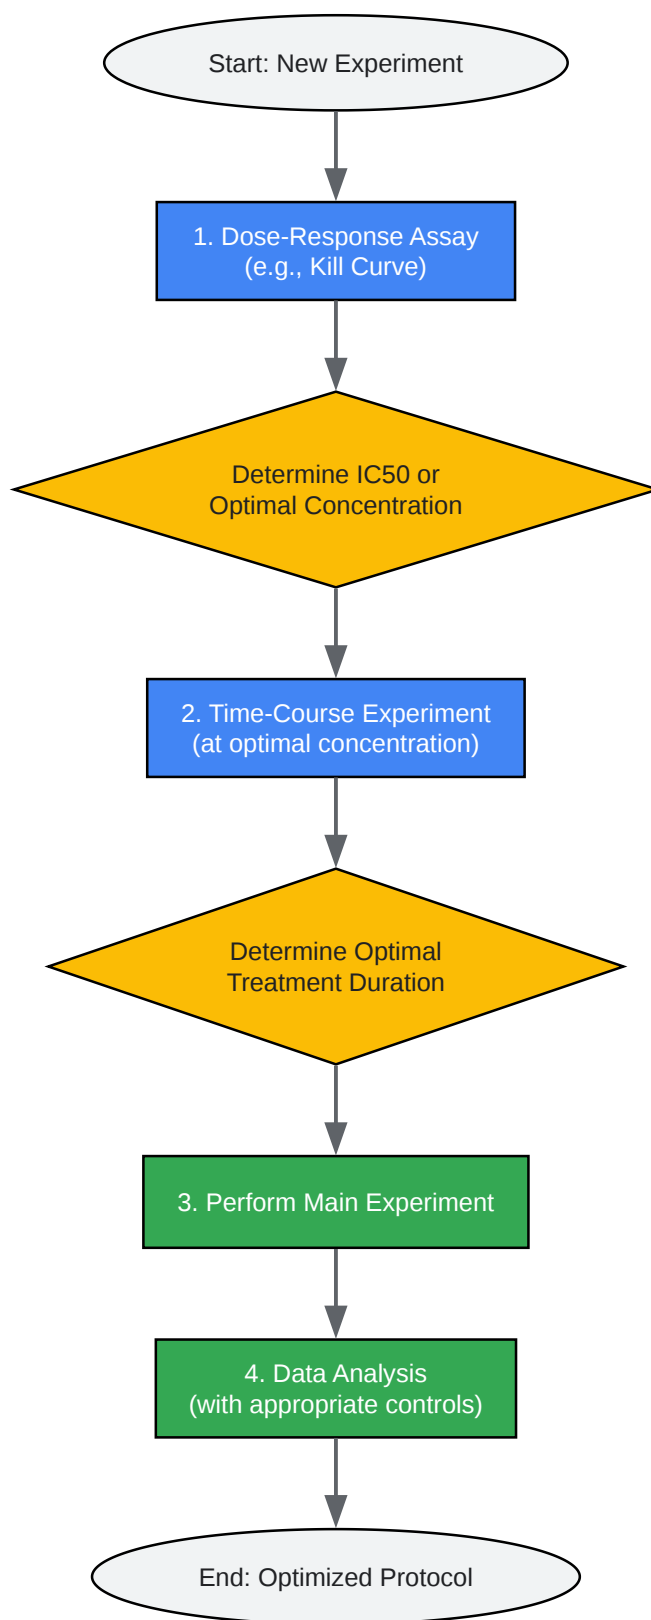 Start: New Experiment
1. Dose-Response Assay
(e.g., Kill Curve)
Determine IC50 or
Optimal Concentration
2. Time-Course Experiment
(at optimal concentration)
Determine Optimal
Treatment Duration
3. Perform Main Experiment
4. Data Analysis
(with appropriate controls)
End: Optimized Protocol